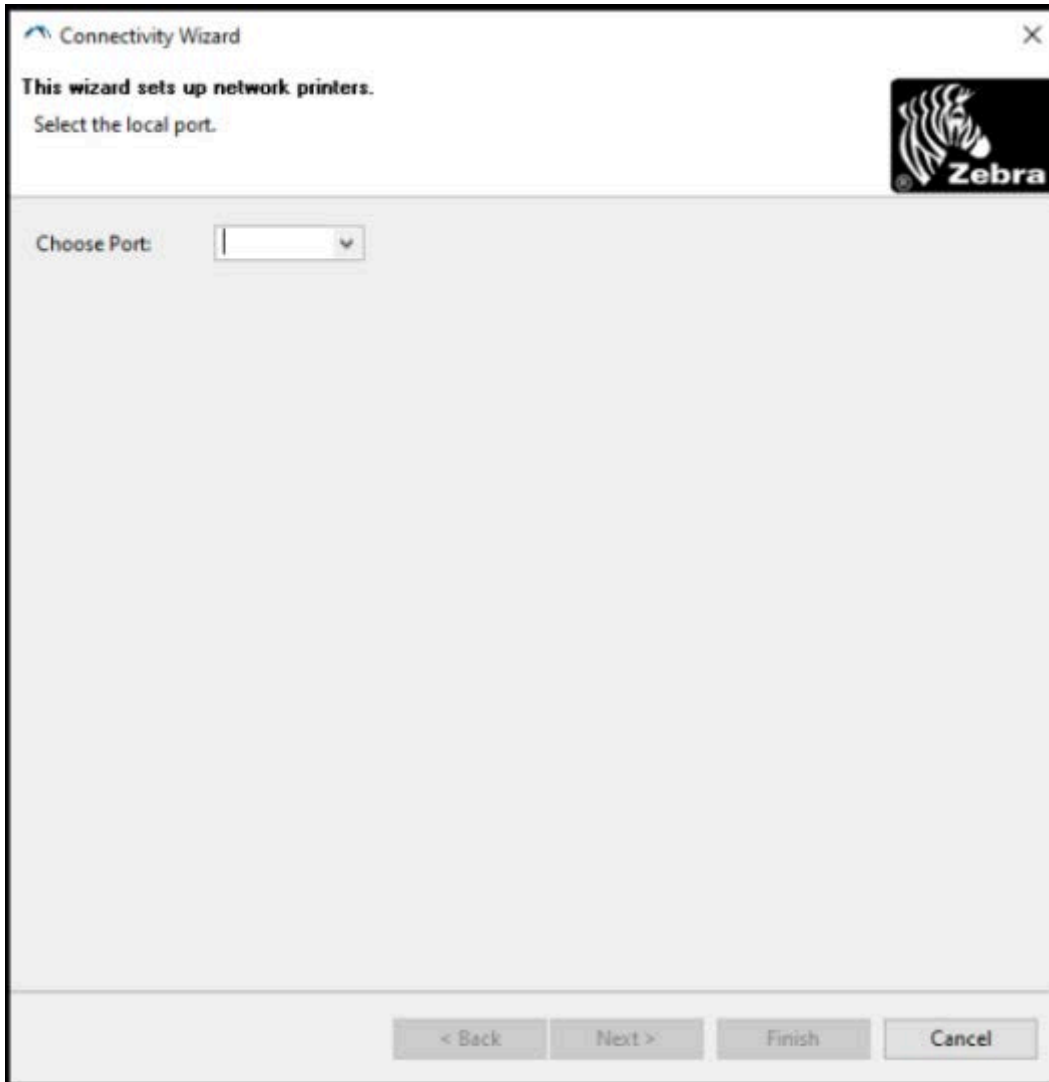 Connectivity Wizard
This wizard sets up network printers.
Select the local port.
® Zebra
Choose Port:
< Back Next > Finish Cancel